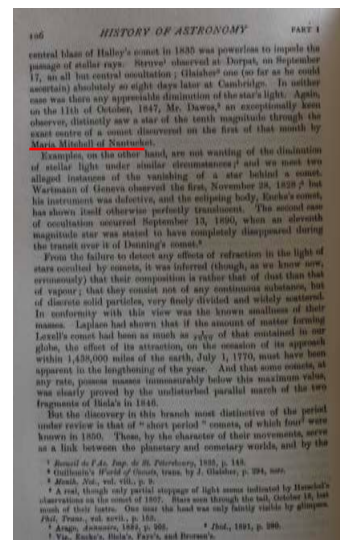 106 HISTORY OF ASTRONOMY PART I
central blaze of Halley's comet in 1835 was powerless to impede the
passage of stellar rays. Struve¹ observed at Dorpat, on September
17, an all but central occultation; Glaisher² one (so far as he could
ascertain) absolutely so eight days later at Cambridge. In neither
case was there any appreciable diminution of the star's light. Again,
on the 11th of October, 1847, Mr. Dawes,³ an exceptionally keen
observer, distinctly saw a star of the tenth magnitude through the
exact centre of a comet discovered on the first of that month by
Maria Mitchell of Nantucket.
Examples, on the other hand, are not wanting of the diminution
of stellar light under similar circumstances;⁴ and we meet two
alleged instances of the vanishing of a star behind a comet.
Wartmann of Geneva observed the first, November 28, 1828;⁵ but
his instrument was defective, and the eclipsing body, Encke's comet,
has shown itself otherwise perfectly translucent. The second case
of occultation occurred September 13, 1890, when an eleventh
magnitude star was stated to have completely disappeared during
the transit over it of Denning's comet.⁶
From the failure to detect any effects of refraction in the light of
stars occulted by comets, it was inferred (though, as we know now,
erroneously) that their composition is rather that of dust than that
of vapour; that they consist not of any continuous substance, but
of discrete solid particles, very finely divided and widely scattered.
In conformity with this view was the known smallness of their
masses. Laplace had shown that if the amount of matter forming
Lexell's comet had been as much as of that contained in our
globe, the effect of its attraction, on the occasion of its approach
within 1,438,000 miles of the earth, July 1, 1770, must have been
apparent in the lengthening of the year. And that some comets, at
any rate, possess masses immeasurably below this maximum value,
was clearly proved by the undisturbed parallel march of the two
fragments of Biela's in 1846.
But the discovery in this branch most distinctive of the period
under review is that of "short period" comets, of which four⁷ were
known in 1850. These, by the character of their movements, serve
as a link between the planetary and cometary worlds, and by the
¹ Recueil de l'Ac. Imp. de St. Pétersbourg, 1835, p. 143.
² Guillemin's World of Comets, trans. by J. Glaisher, p. 294, note.
³ Month. Not., vol. viii., p. 9.
⁴ A real, though only partial stoppage of light seems indicated by Herschel's
observations on the comet of 1807. Stars seen through the tail, October 18, lost
much of their lustre. One near the head was only faintly visible by glimpses.
Phil. Trans., vol. xcvii., p. 153.
⁵ Arago, Annuaire, 1832, p. 205. ⁶ Ibid., 1891, p. 290.
⁷ Viz., Encke's, Biela's, Faye's, and Brorsen's.